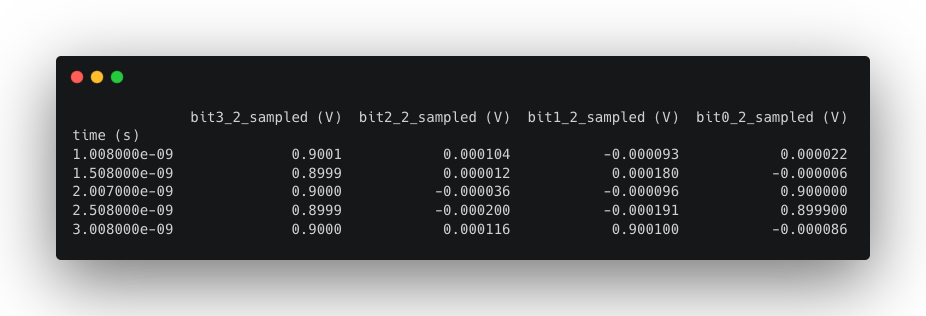 bit3_2_sampled (V)  bit2_2_sampled (V)  bit1_2_sampled (V)  bit0_2_sampled (V)
time (s)
1.008000e-09              0.9001            0.000104           -0.000093            0.000022
1.508000e-09              0.8999            0.000012            0.000180           -0.000006
2.007000e-09              0.9000           -0.000036           -0.000096            0.900000
2.508000e-09              0.8999           -0.000200           -0.000191            0.899900
3.008000e-09              0.9000            0.000116            0.900100           -0.000086